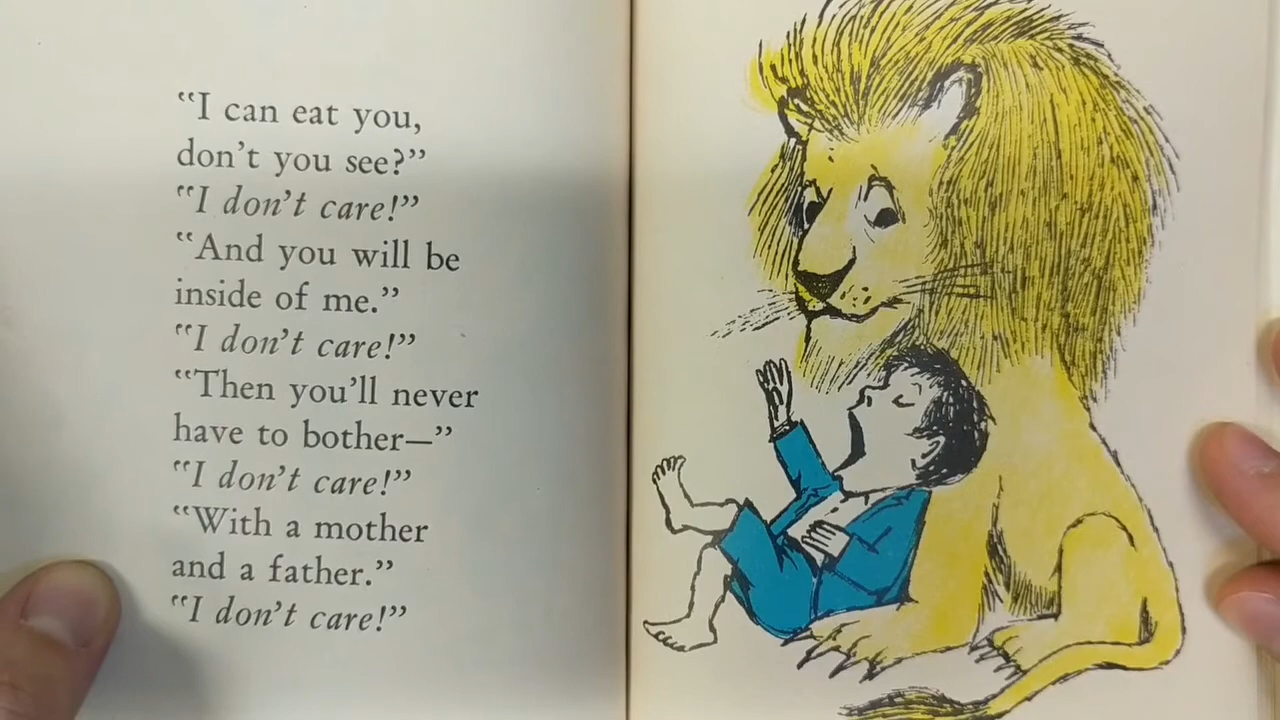 “I can eat you,
don’t you see?”
“I don’t care!”
“And you will be
inside of me.”
“I don’t care!”
“Then you’ll never
have to bother—”
“I don’t care!”
“With a mother
and a father.”
“I don’t care!”